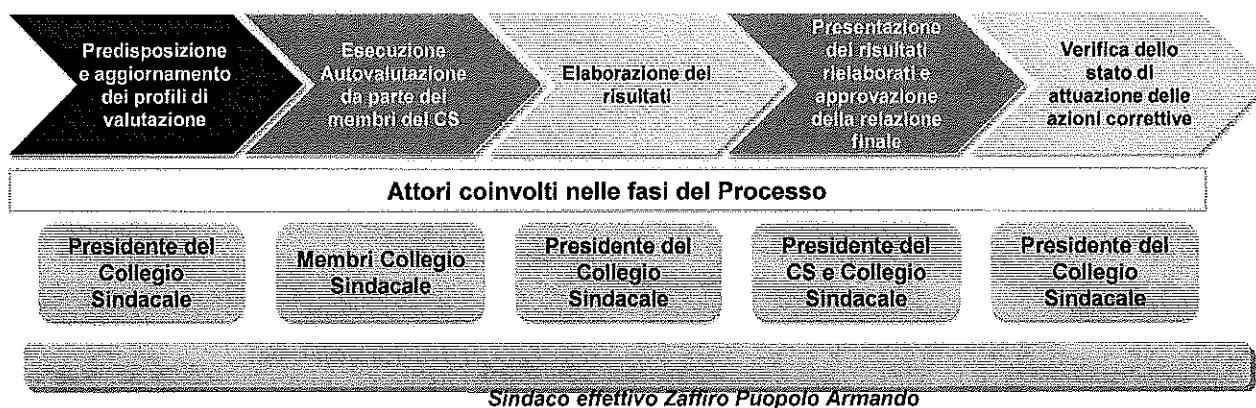 Predisposizione
e aggiornamento
dei profili di
valutazione
Esecuzione
Autovalutazione
da parte dei
membri del CS
Elaborazione dei
risultati
Presentazione
dei risultati
rielaborati e
approvazione
della relazione
finale
Verifica dello
stato di
attuazione delle
azioni correttive
Attori coinvolti nelle fasi del Processo
Presidente del
Collegio
Sindacale
Membri Collegio
Sindacale
Presidente del
Collegio
Sindacale
Presidente del
CS e Collegio
Sindacale
Presidente del
Collegio
Sindacale
Sindaco effettivo Zaffiro Puopolo Armando